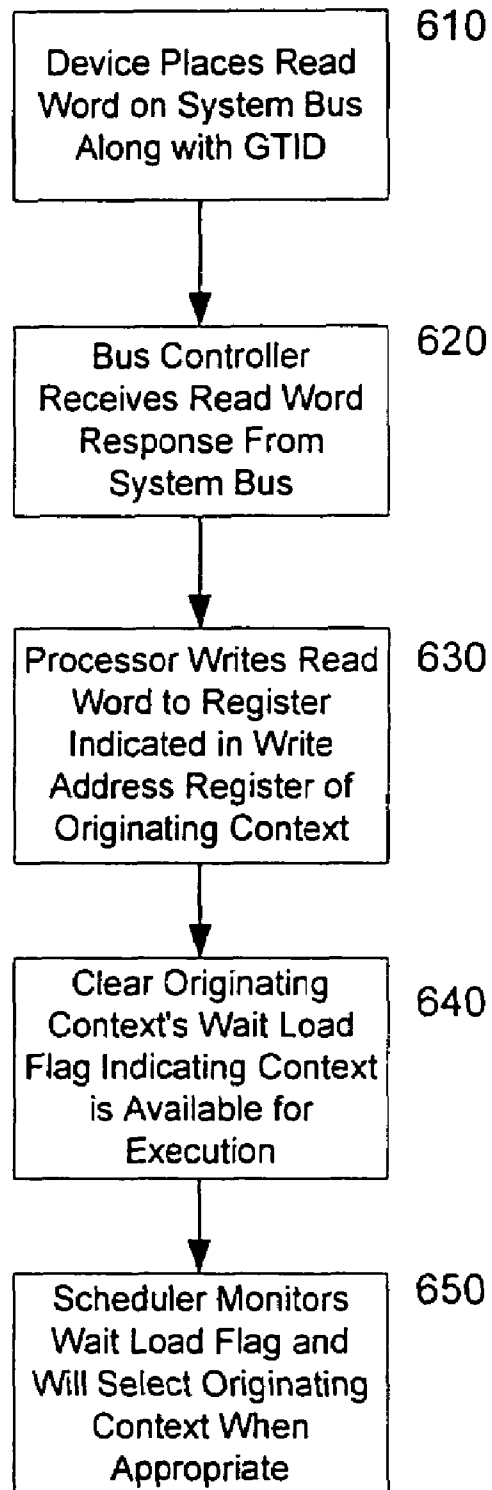 610
Device Places Read
Word on System Bus
Along with GTID
620
Bus Controller
Receives Read Word
Response From
System Bus
630
Processor Writes Read
Word to Register
Indicated in Write
Address Register of
Originating Context
640
Clear Originating
Context's Wait Load
Flag Indicating Context
is Available for
Execution
650
Scheduler Monitors
Wait Load Flag and
Will Select Originating
Context When
Appropriate